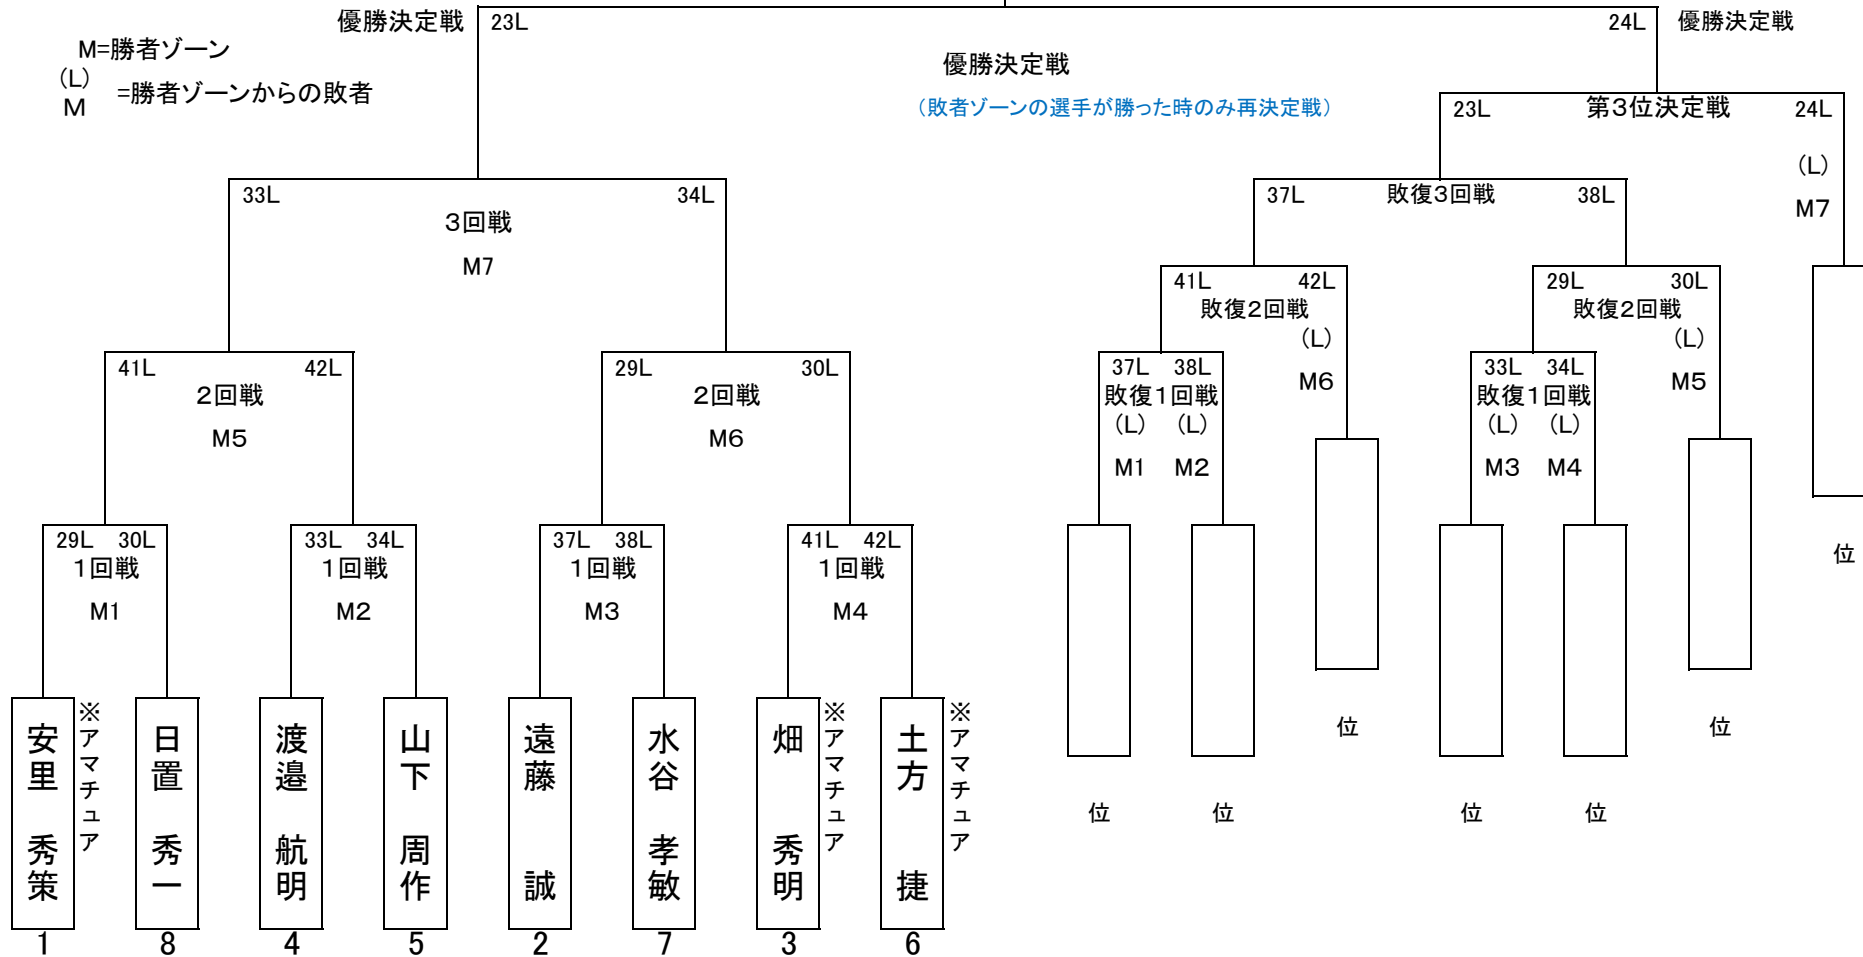 優勝決定戦 23L 24L 優勝決定戦
M=勝者ゾーン
(L)
M =勝者ゾーンからの敗者
優勝決定戦
（敗者ゾーンの選手が勝った時のみ再決定戦）
23L 第3位決定戦 24L
(L)
M7
33L 34L
3回戦
M7
37L 敗復3回戦 38L
41L 42L
敗復2回戦
(L)
M6
29L 30L
敗復2回戦
(L)
M5
41L 42L
2回戦
M5
29L 30L
2回戦
M6
37L 38L
敗復1回戦
(L) (L)
M1 M2
33L 34L
敗復1回戦
(L) (L)
M3 M4
29L 30L
1回戦
M1
33L 34L
1回戦
M2
37L 38L
1回戦
M3
41L 42L
1回戦
M4
安里 秀策
※アマチュア
日置 秀一
渡邉 航明
山下 周作
遠藤 誠
水谷 孝敏
畑 秀明
※アマチュア
土方 捷
※アマチュア
1 8 4 5 2 7 3 6
位
位
位
位
位
位
位